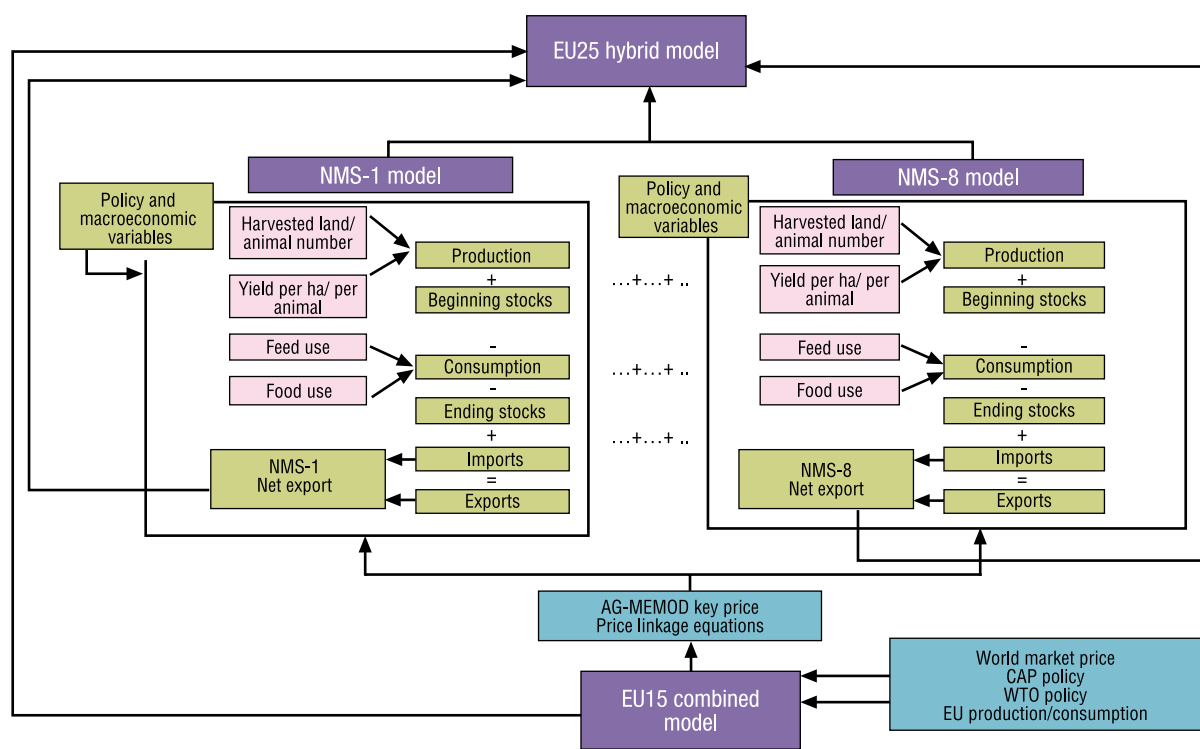 EU25 hybrid model
NMS-1 model
NMS-8 model
Policy and
macroeconomic
variables
Harvested land/
animal number
Yield per ha/ per
animal
Feed use
Food use
Production
+
Beginning stocks
-
Consumption
-
Ending stocks
+
Imports
=
Exports
NMS-1
Net export
...+...+ ..
...+...+ ..
...+...+ ..
Policy and
macroeconomic
variables
Harvested land/
animal number
Yield per ha/ per
animal
Feed use
Food use
Production
+
Beginning stocks
-
Consumption
-
Ending stocks
+
Imports
=
Exports
NMS-8
Net export
AG-MEMOD key price
Price linkage equations
EU15 combined
model
World market price
CAP policy
WTO policy
EU production/consumption